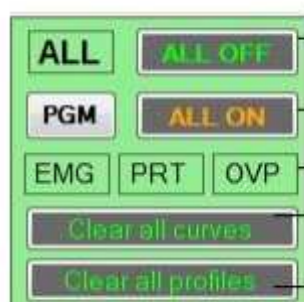 ALL ALL OFF
PGM ALL ON
EMG PRT OVP
Clear all curves
Clear all profiles